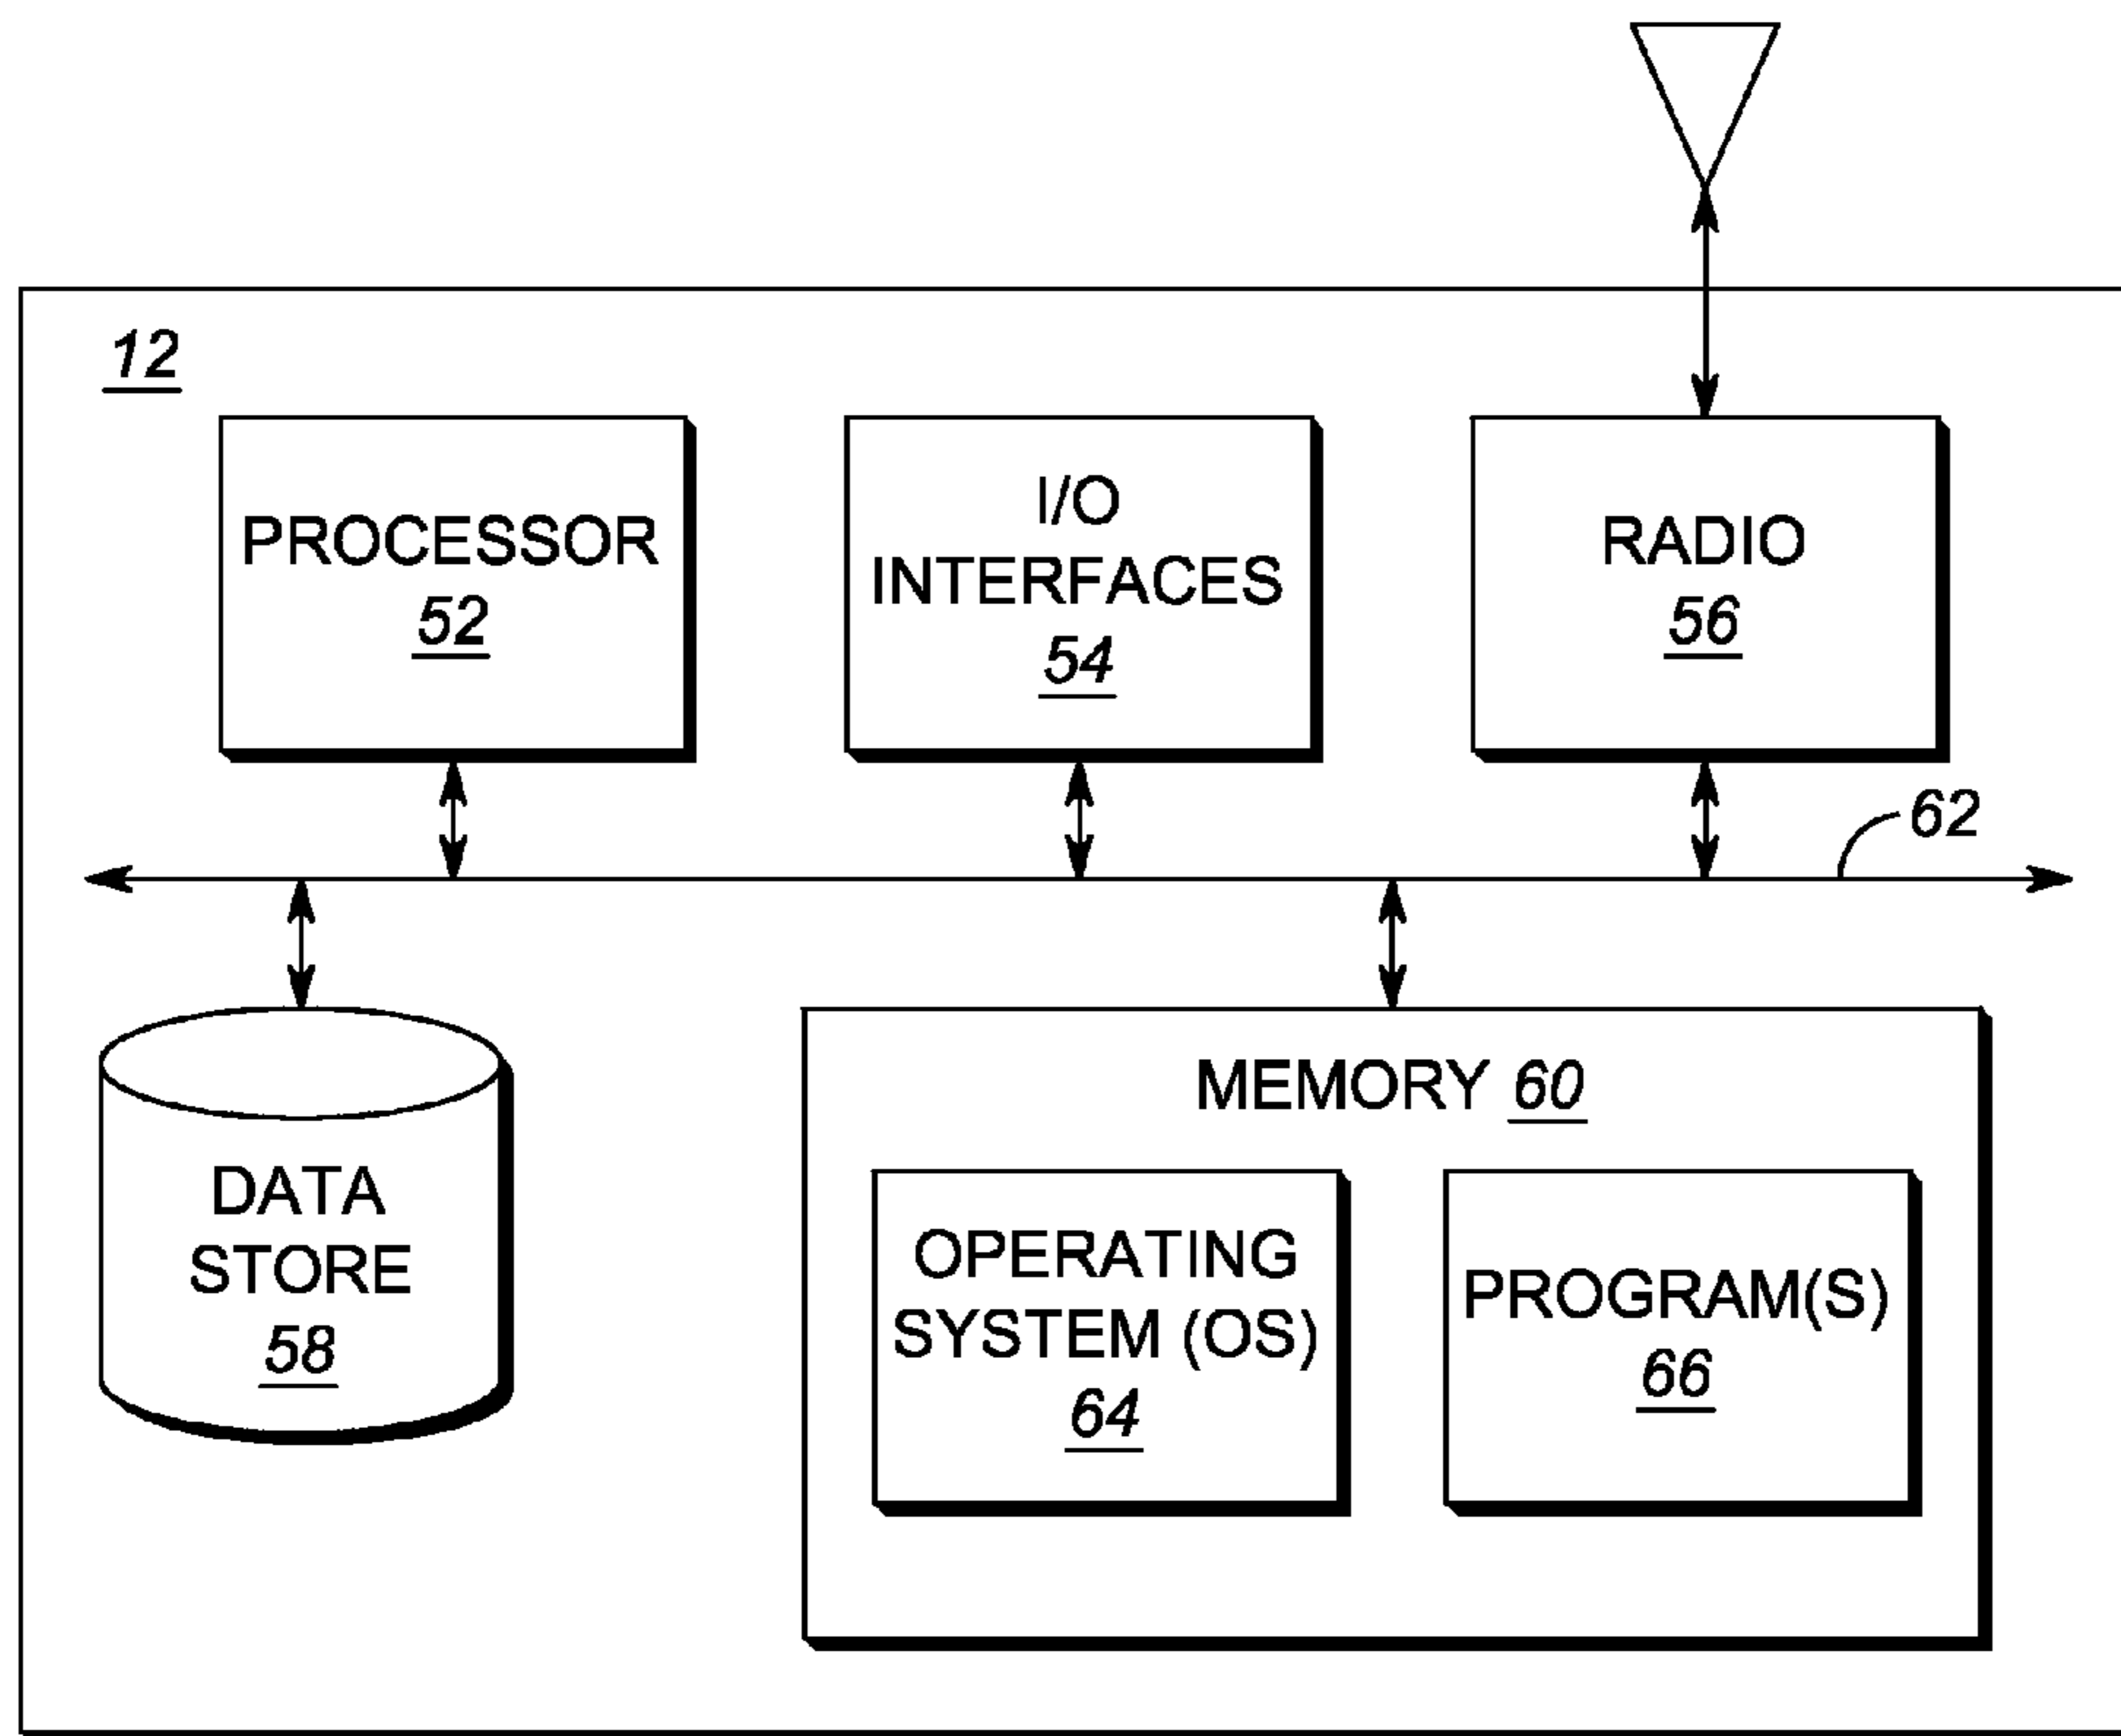 12
PROCESSOR
52
I/O
INTERFACES
54
RADIO
56
62
DATA
STORE
58
MEMORY 60
OPERATING
SYSTEM (OS)
64
PROGRAM(S)
66